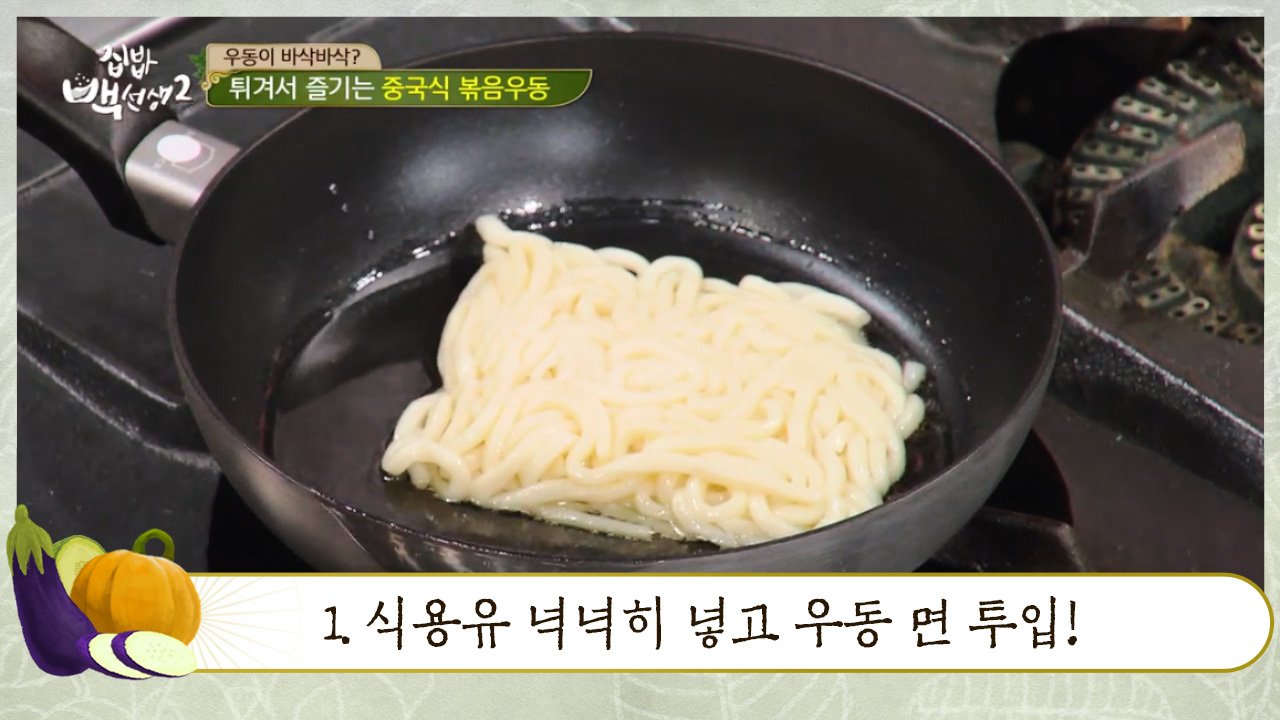 집밥
백선생2
우동이 바삭바삭?
튀겨서 즐기는 중국식 볶음우동
1. 식용유 넉넉히 넣고 우동 면 투입!